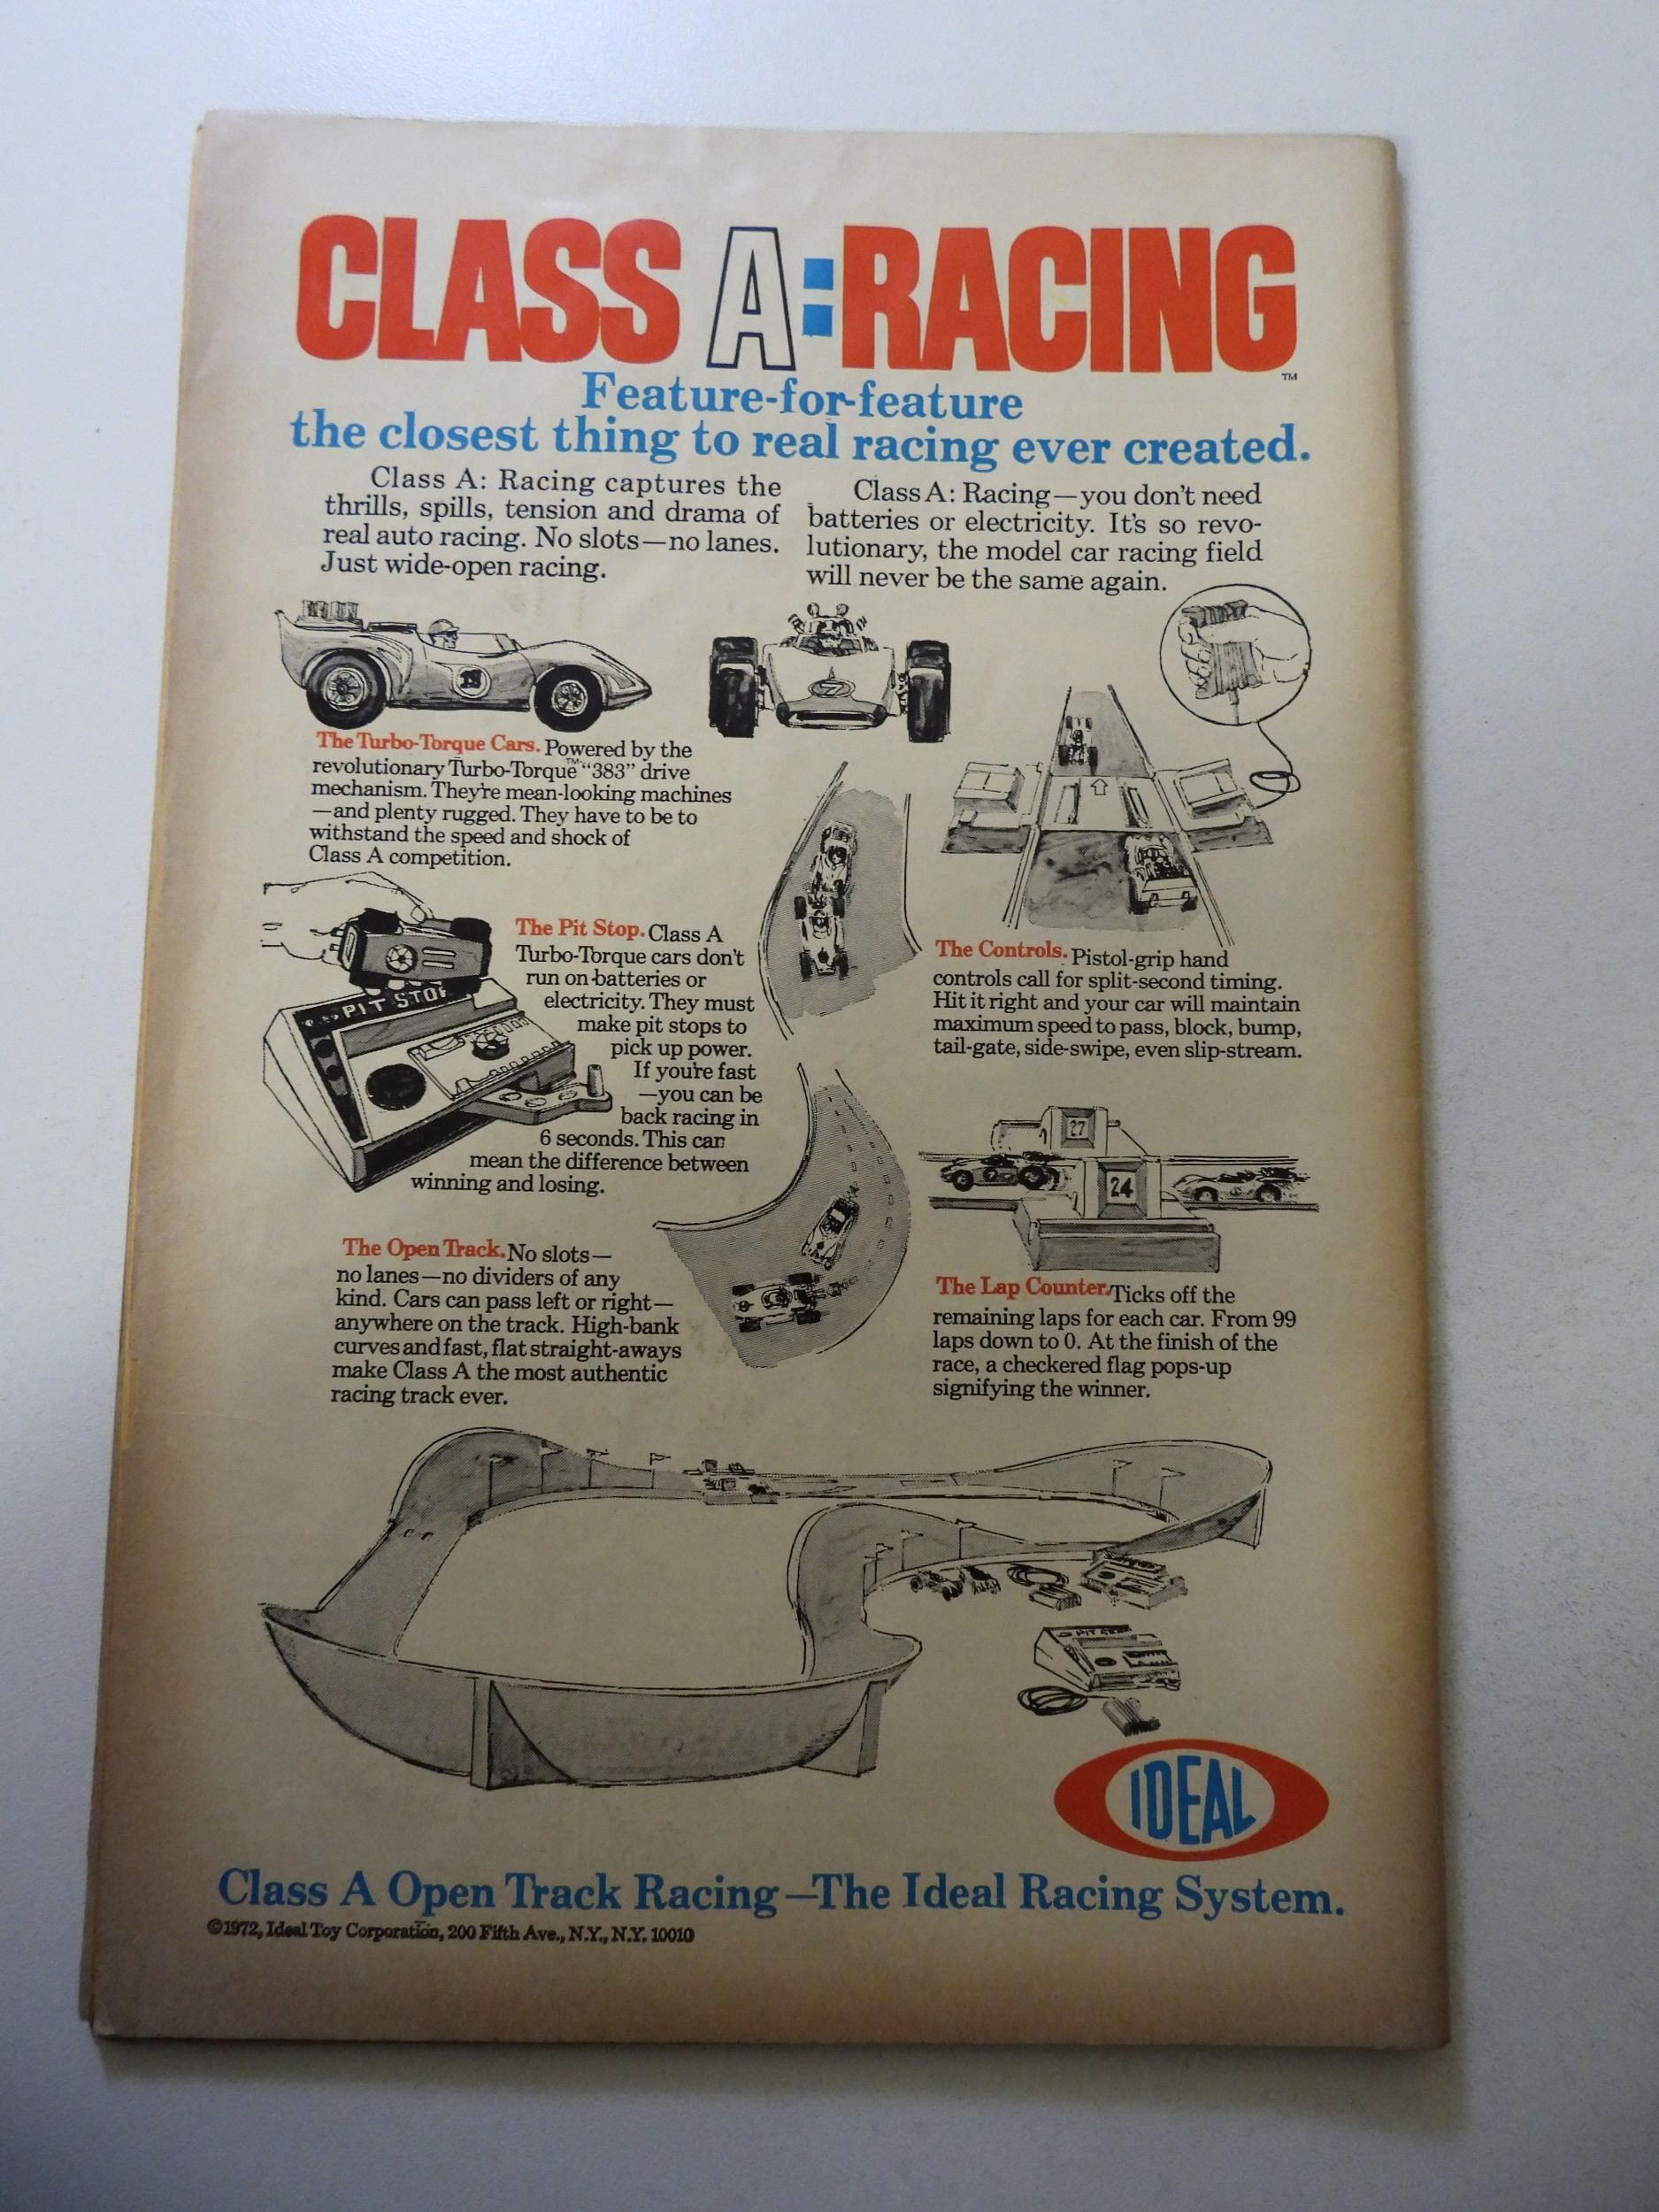 CLASS A:RACING
TM
Feature-for-feature
the closest thing to real racing ever created.
Class A: Racing captures the
thrills, spills, tension and drama of
real auto racing. No slots—no lanes.
Just wide-open racing.
Class A: Racing—you don't need
batteries or electricity. It's so revo-
lutionary, the model car racing field
will never be the same again.
The Turbo-Torque Cars. Powered by the
revolutionary Turbo-Torque™ "383" drive
mechanism. They're mean-looking machines
—and plenty rugged. They have to be to
withstand the speed and shock of
Class A competition.
PIT STOP
The Pit Stop. Class A
Turbo-Torque cars don't
run on batteries or
electricity. They must
make pit stops to
pick up power.
If you're fast
—you can be
back racing in
6 seconds. This can
mean the difference between
winning and losing.
The Controls. Pistol-grip hand
controls call for split-second timing.
Hit it right and your car will maintain
maximum speed to pass, block, bump,
tail-gate, side-swipe, even slip-stream.
27
24
The Open Track. No slots—
no lanes—no dividers of any
kind. Cars can pass left or right—
anywhere on the track. High-bank
curves and fast, flat straight-aways
make Class A the most authentic
racing track ever.
The Lap Counter. Ticks off the
remaining laps for each car. From 99
laps down to 0. At the finish of the
race, a checkered flag pops-up
signifying the winner.
IDEAL
Class A Open Track Racing—The Ideal Racing System.
©1972, Ideal Toy Corporation, 200 Fifth Ave., N.Y., N.Y. 10010